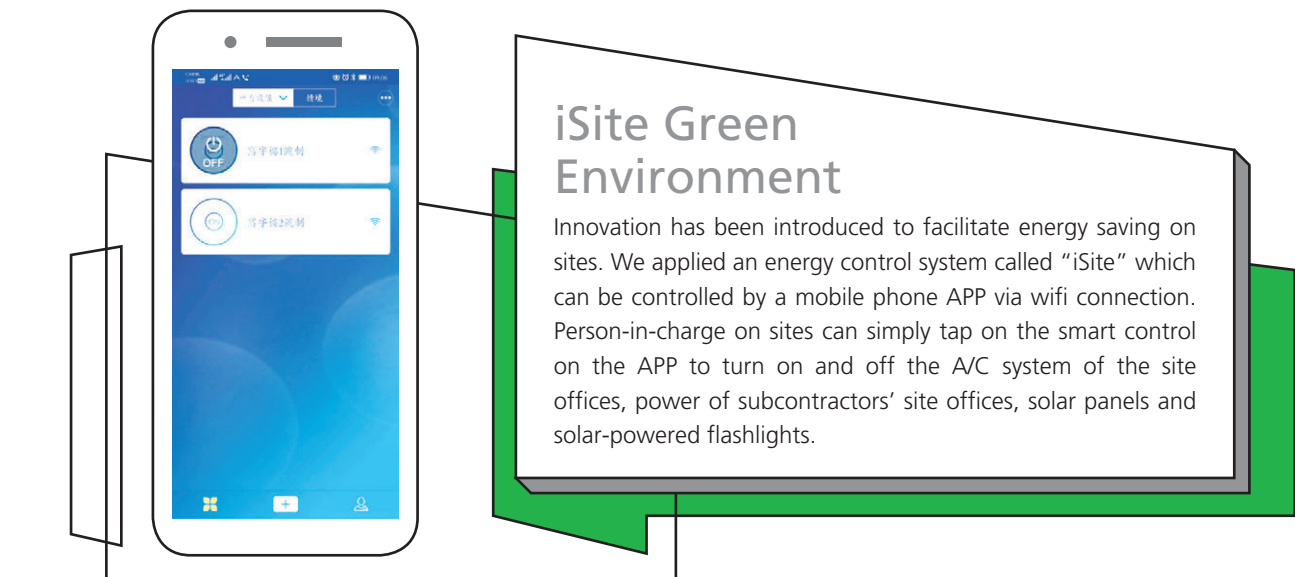 OFF
ON
iSite Green
Environment
Innovation has been introduced to facilitate energy saving on
sites. We applied an energy control system called “iSite” which
can be controlled by a mobile phone APP via wifi connection.
Person-in-charge on sites can simply tap on the smart control
on the APP to turn on and off the A/C system of the site
offices, power of subcontractors’ site offices, solar panels and
solar-powered flashlights.